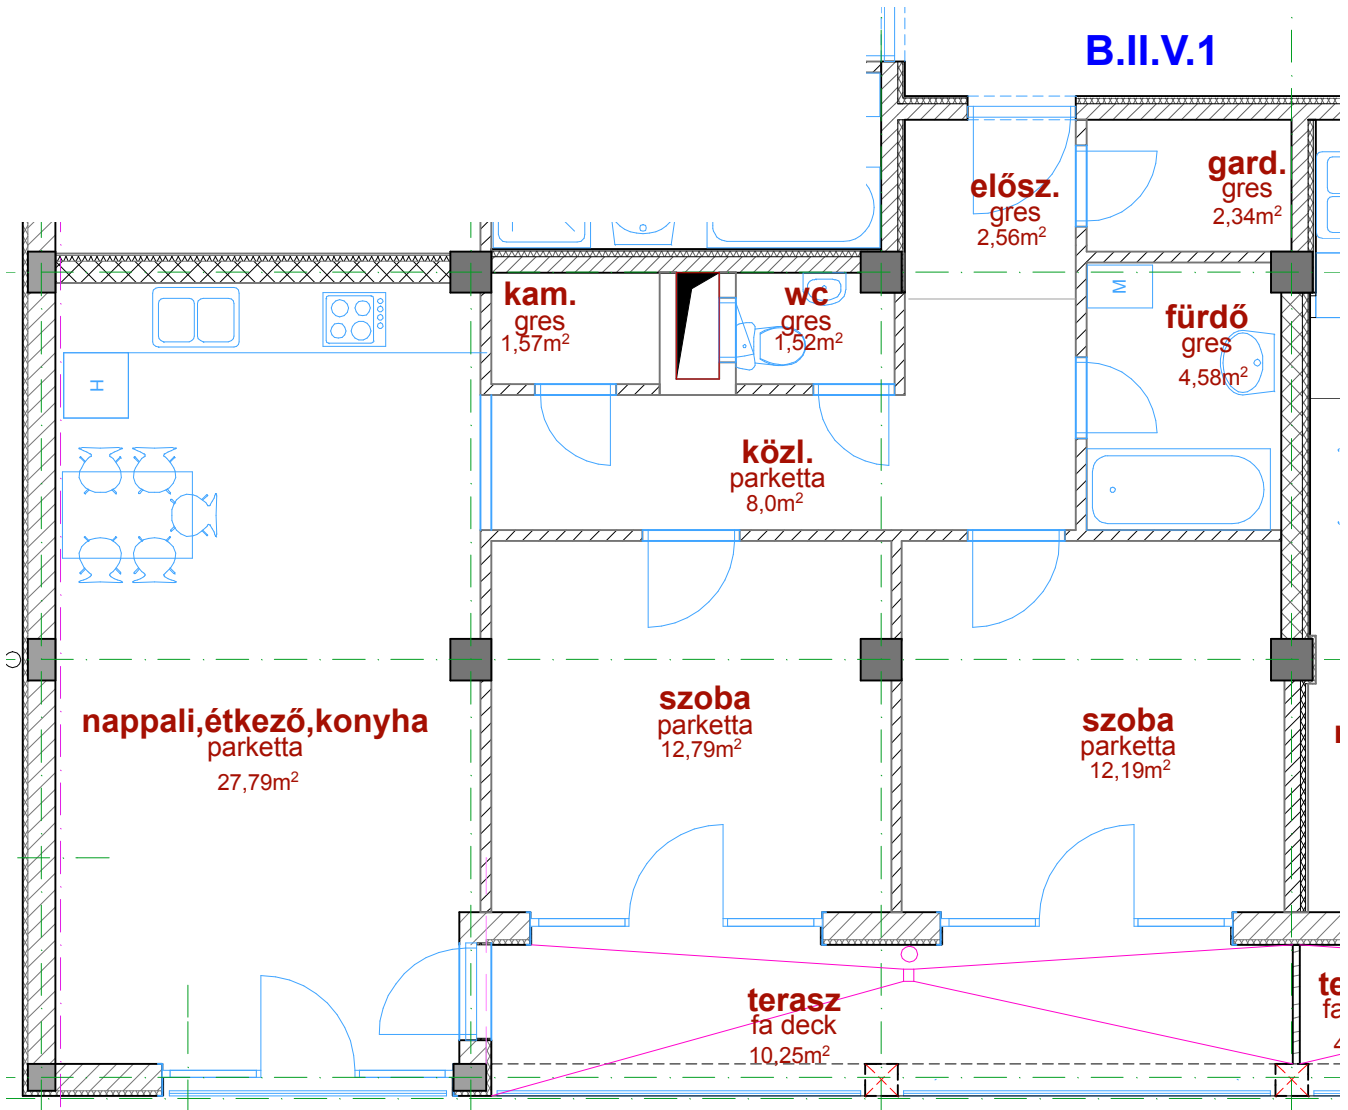 B.II.V.1
elősz.
gres
2,56m²
gard.
gres
2,34m²
kam.
gres
1,57m²
wc
gres
1,52m²
M
fürdő
gres
4,58m²
H
közl.
parketta
8,0m²
nappali,étkező,konyha
parketta
27,79m²
szoba
parketta
12,79m²
szoba
parketta
12,19m²
terasz
fa deck
10,25m²
te
fa